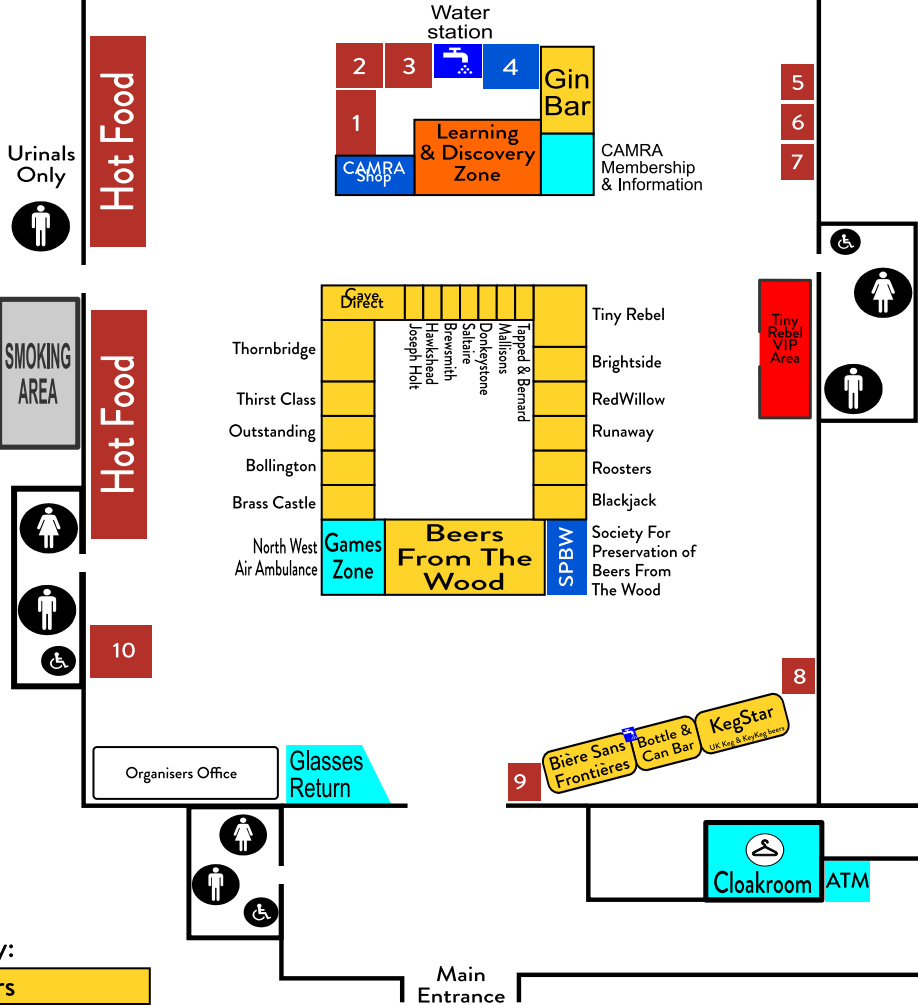 Water
station
2
3
4
Gin
Bar
1
Learning
& Discovery
Zone
CAMRA
Shop
CAMRA
Membership
& Information
5
6
7
Hot Food
Urinals
Only
SMOKING
AREA
Hot Food
Cave
Direct
Joseph Holt
Hawkshead
Brewsmith
Saltaire
Donkeystone
Mallisons
Tapped & Bernard
Tiny Rebel
Brightside
RedWillow
Runaway
Roosters
Blackjack
Thornbridge
Thirst Class
Outstanding
Bollington
Brass Castle
North West
Air Ambulance
Games
Zone
Beers
From The
Wood
SPBW
Society For
Preservation of
Beers From
The Wood
Tiny
Rebel
VIP
Area
10
8
KegStar
UK Keg & KeyKeg beers
Bottle &
Can Bar
Bière Sans
Frontières
9
Organisers Office
Glasses
Return
Cloakroom
ATM
y:
rs
Main
Entrance